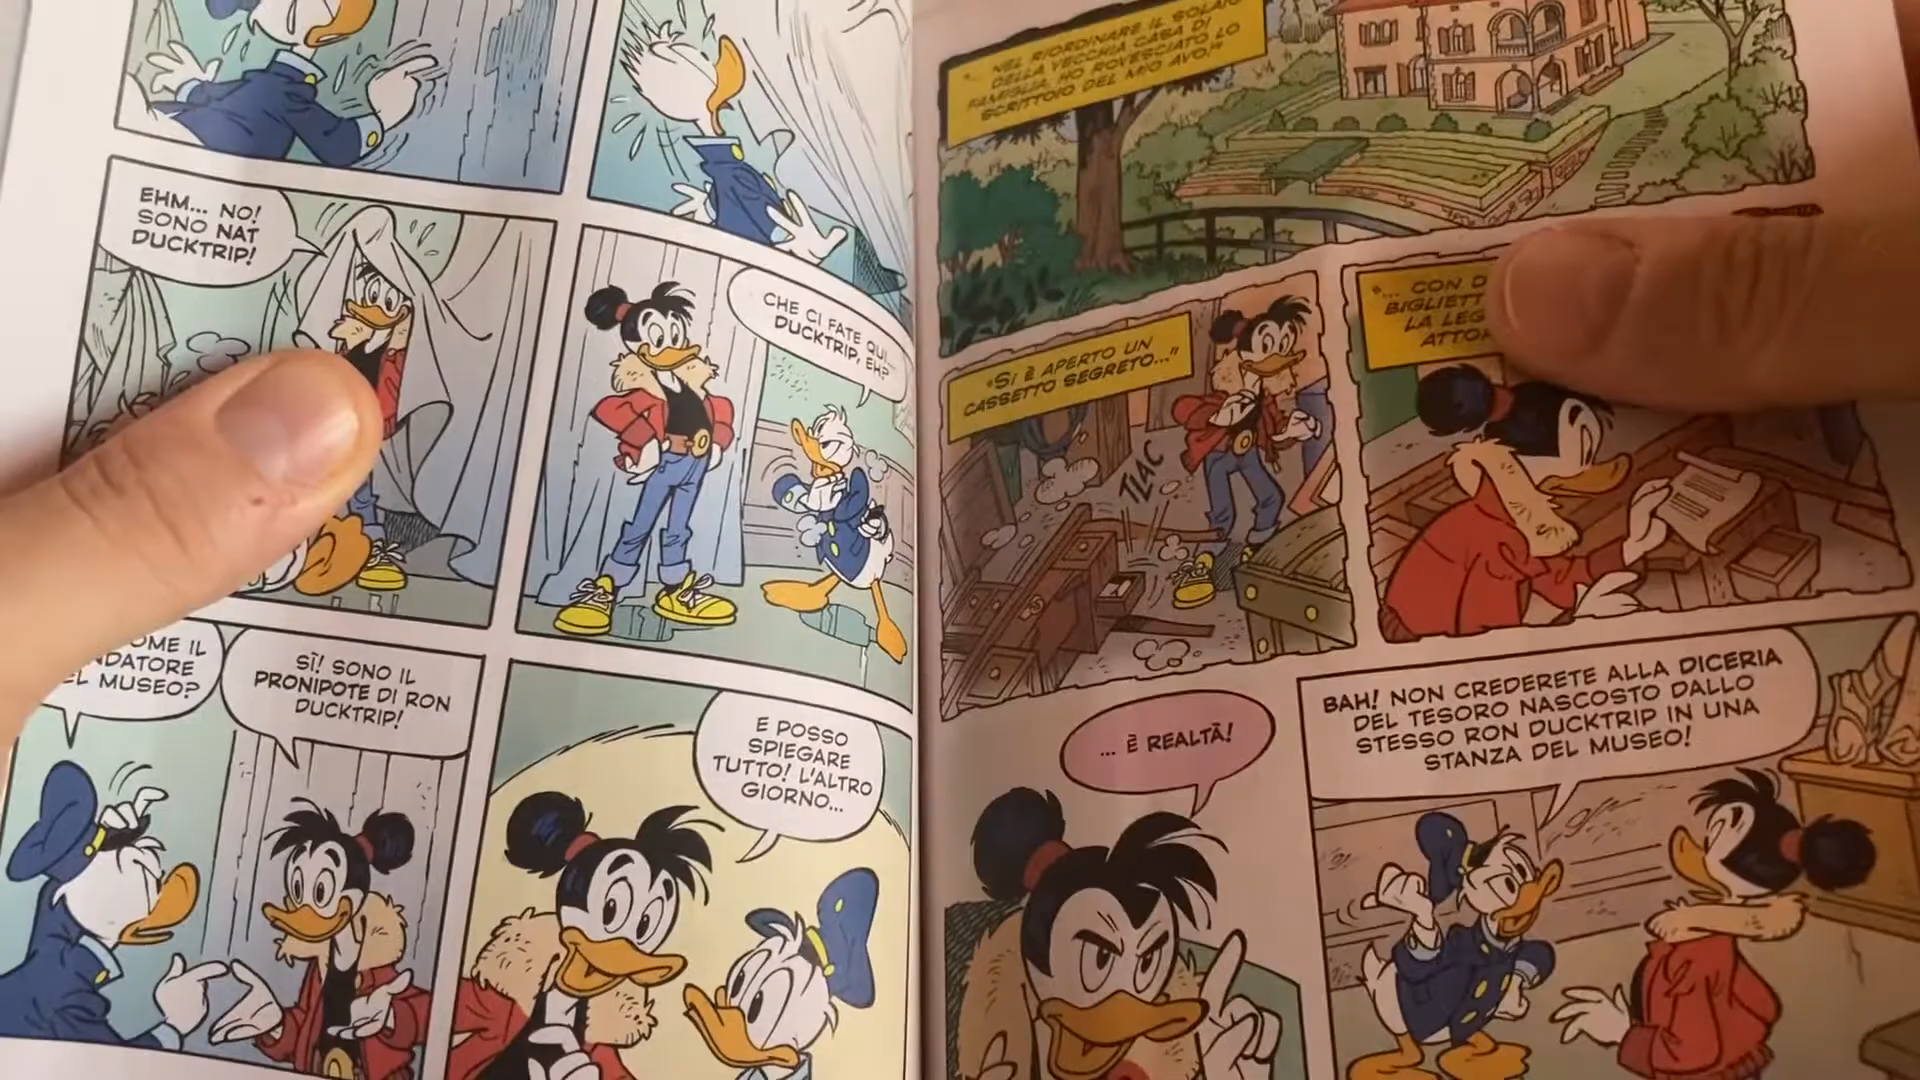 EHM... NO!
SONO NAT
DUCKTRIP!
CHE CI FATE QUI...
DUCKTRIP, EH?
OME IL
NDATORE
EL MUSEO?
SÌ! SONO IL
PRONIPOTE DI RON
DUCKTRIP!
E POSSO
SPIEGARE
TUTTO! L'ALTRO
GIORNO...
"... NEL RIORDINARE IL SOLAIO
DELLA VECCHIA CASA DI
FAMIGLIA, HO ROVESCIATO LO
SCRITTOIO DEL MIO AVO!"
"SI È APERTO UN
CASSETTO SEGRETO..."
TLAC
"... CON D
BIGLIETT
LA LEG
ATTOR
... È REALTÀ!
BAH! NON CREDERETE ALLA DICERIA
DEL TESORO NASCOSTO DALLO
STESSO RON DUCKTRIP IN UNA
STANZA DEL MUSEO!